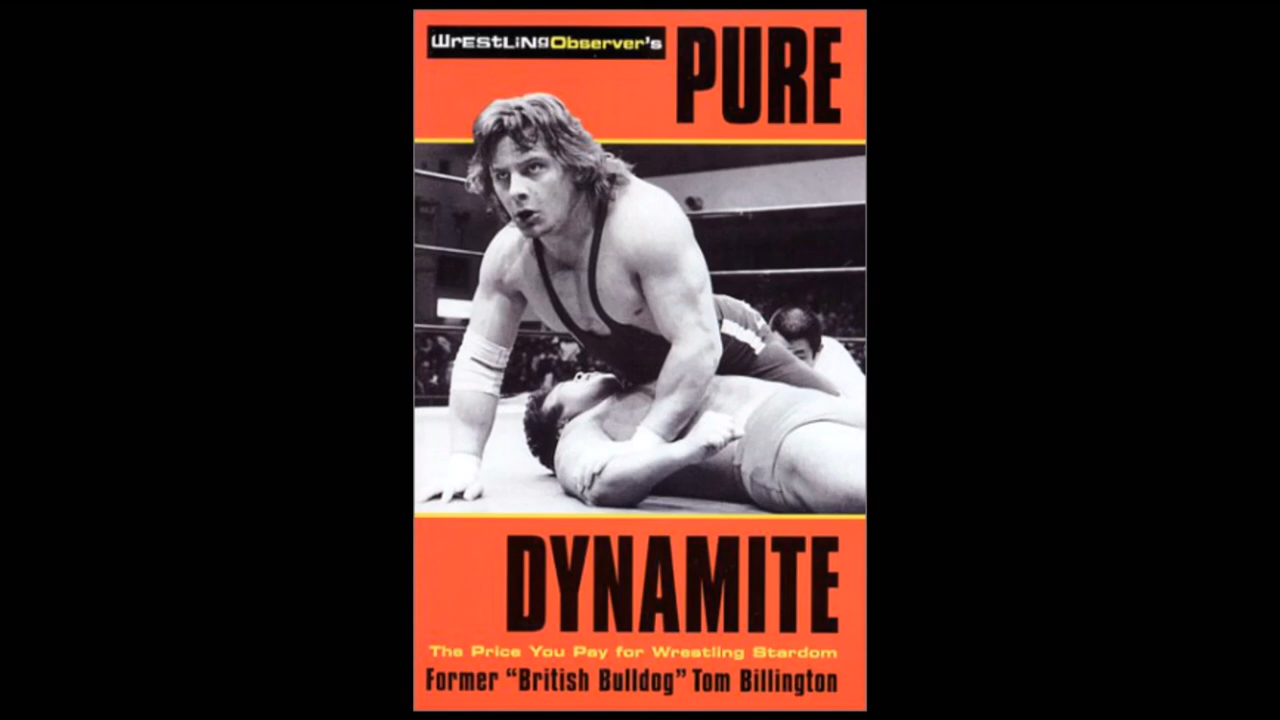 WrEStLiNgObserver's
PURE
DYNAMITE
The Price You Pay for Wrestling Stardom
Former “British Bulldog” Tom Billington